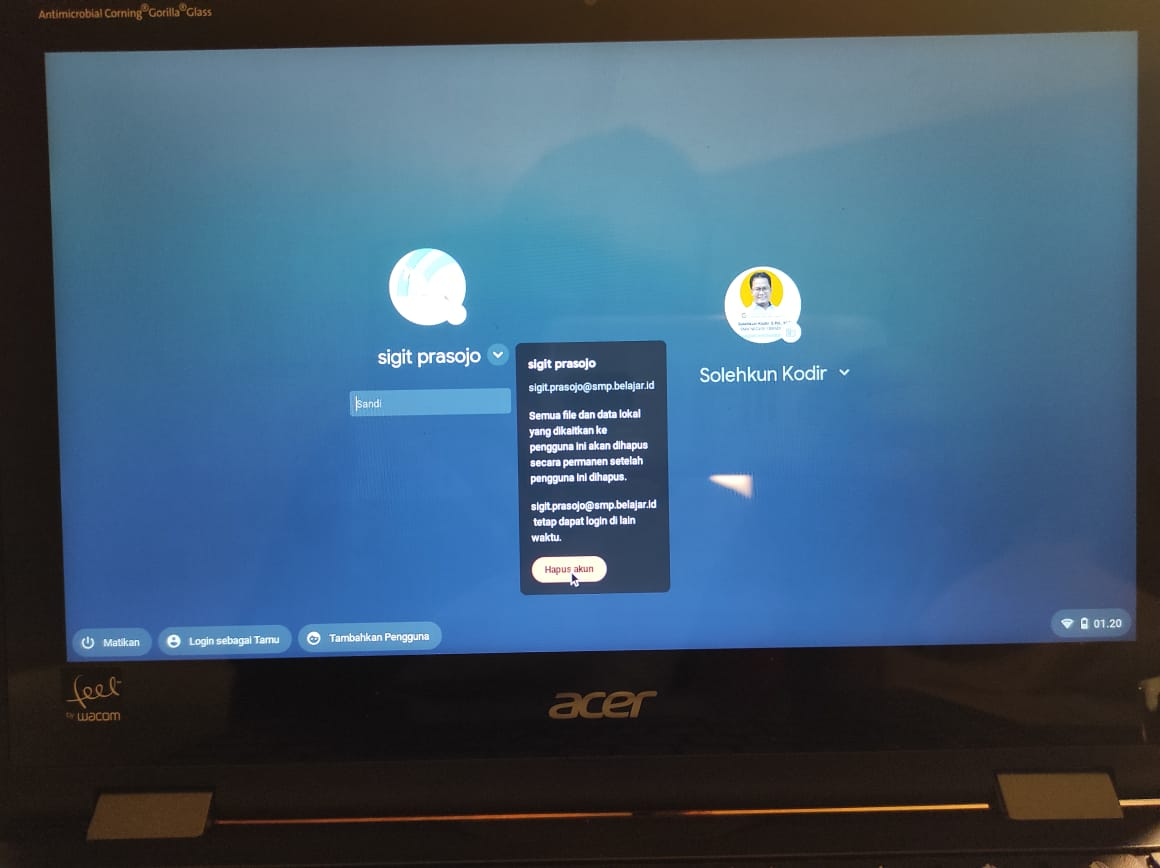 Antimicrobial Corning®Gorilla®Glass
sigit prasojo
Sandi
sigit prasojo
sigit.prasojo@smp.belajar.id
Semua file dan data lokal
yang dikaitkan ke
pengguna ini akan dihapus
secara permanen setelah
pengguna ini dihapus.
sigit.prasojo@smp.belajar.id
tetap dapat login di lain
waktu.
Hapus akun
Solehkun Kodir
Matikan
Login sebagai Tamu
Tambahkan Pengguna
01.20
feel
by wacom
acer